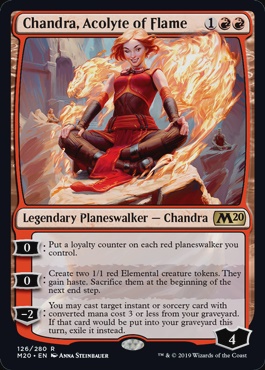 Chandra, Acolyte of Flame 1
Legendary Planeswalker — Chandra M20
0: Put a loyalty counter on each red planeswalker you
control.
0: Create two 1/1 red Elemental creature tokens. They
gain haste. Sacrifice them at the beginning of the
next end step.
-2: You may cast target instant or sorcery card with
converted mana cost 3 or less from your graveyard.
If that card would be put into your graveyard this
turn, exile it instead.
4
126/280 R
M20 • EN Anna Steinbauer ™ & © 2019 Wizards of the Coast